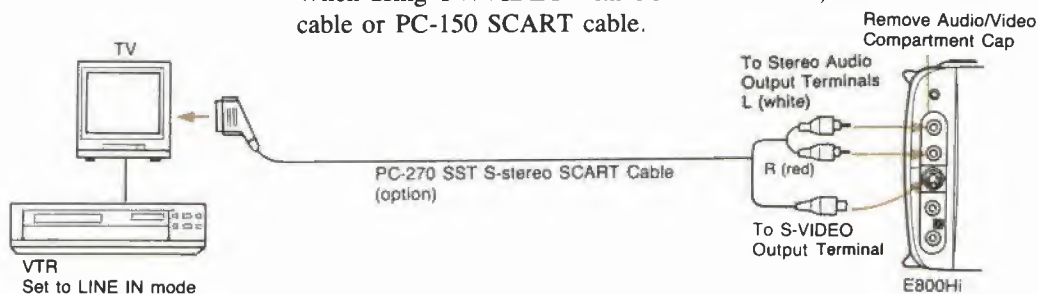 cable or PC-150 SCART cable.
Remove Audio/Video
Compartment Cap
TV
To Stereo Audio
Output Terminals
L (white)
R (red)
PC-270 SST S-stereo SCART Cable
(option)
To S-VIDEO
Output Terminal
VTR
Set to LINE IN mode
E800Hi